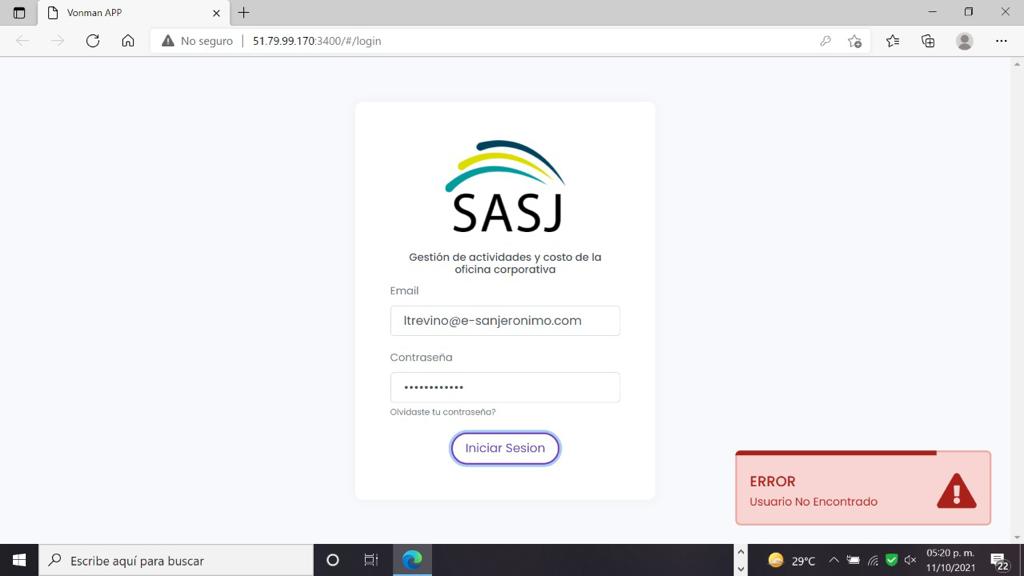 Vonman APP
No seguro
51.79.99.170:3400/#/login
SASJ
Gestión de actividades y costo de la
oficina corporativa
Email
ltrevino@e-sanjeronimo.com
Contraseña
••••••••••••
Olvidaste tu contraseña?
Iniciar Sesion
ERROR
Usuario No Encontrado
Escribe aquí para buscar
29°C
05:20 p. m.
11/10/2021
22